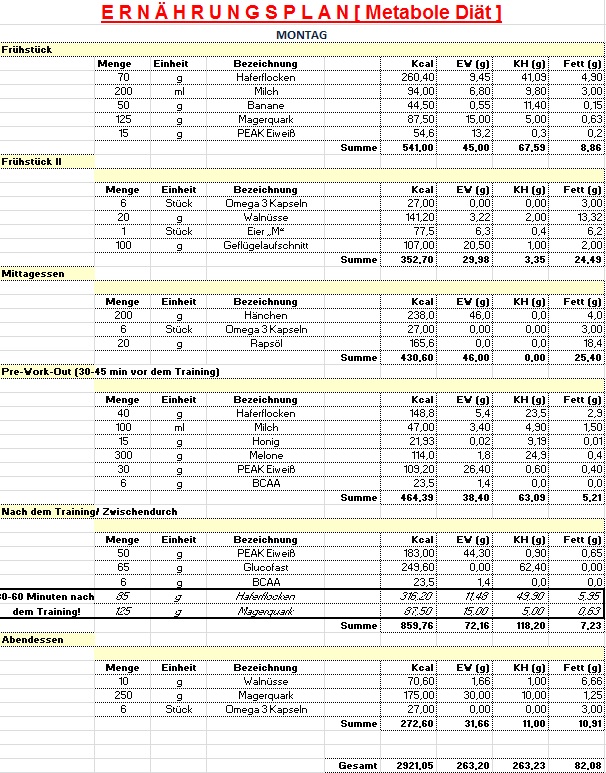 ERNÄHRUNGSPLAN [ Metabole Diät ]
MONTAG
Frühstück
Menge Einheit Bezeichnung Kcal EW (g) KH (g) Fett (g)
70 g Haferflocken 260,40 9,45 41,09 4,90
200 ml Milch 94,00 6,80 9,80 3,00
50 g Banane 44,50 0,55 11,40 0,15
125 g Magerquark 87,50 15,00 5,00 0,63
15 g PEAK Eiweiß 54,6 13,2 0,3 0,2
Summe 541,00 45,00 67,59 8,86
Frühstück II
Menge Einheit Bezeichnung Kcal EW (g) KH (g) Fett (g)
6 Stück Omega 3 Kapseln 27,00 0,00 0,00 3,00
20 g Walnüsse 141,20 3,22 2,00 13,32
1 Stück Eier „M“ 77,5 6,3 0,4 6,2
100 g Geflügelaufschnitt 107,00 20,50 1,00 2,00
Summe 352,70 29,98 3,35 24,49
Mittagessen
Menge Einheit Bezeichnung Kcal EW (g) KH (g) Fett (g)
200 g Hänchen 238,0 46,0 0,0 4,0
6 Stück Omega 3 Kapseln 27,00 0,00 0,00 3,00
20 g Rapsöl 165,6 0,0 0,0 18,4
Summe 430,60 46,00 0,00 25,40
Pre-Work-Out (30-45 min vor dem Training)
Menge Einheit Bezeichnung Kcal EW (g) KH (g) Fett (g)
40 g Haferflocken 148,8 5,4 23,5 2,9
100 ml Milch 47,00 3,40 4,90 1,50
15 g Honig 21,93 0,02 9,19 0,01
300 g Melone 114,0 1,8 24,9 0,4
30 g PEAK Eiweiß 109,20 26,40 0,60 0,40
6 g BCAA 23,5 1,4 0,0 0,0
Summe 464,39 38,40 63,09 5,21
Nach dem Training/ Zwischendurch
Menge Einheit Bezeichnung Kcal EW (g) KH (g) Fett (g)
50 g PEAK Eiweiß 183,00 44,30 0,90 0,65
65 g Glucofast 249,60 0,00 62,40 0,00
6 g BCAA 23,5 1,4 0,0 0,0
30-60 Minuten nach 85 g Haferflocken 316,20 11,48 49,90 5,95
dem Training! 125 g Magerquark 87,50 15,00 5,00 0,63
Summe 859,76 72,16 118,20 7,23
Abendessen
Menge Einheit Bezeichnung Kcal EW (g) KH (g) Fett (g)
10 g Walnüsse 70,60 1,66 1,00 6,66
250 g Magerquark 175,00 30,00 10,00 1,25
6 Stück Omega 3 Kapseln 27,00 0,00 0,00 3,00
Summe 272,60 31,66 11,00 10,91
Gesamt 2921,05 263,20 263,23 82,08